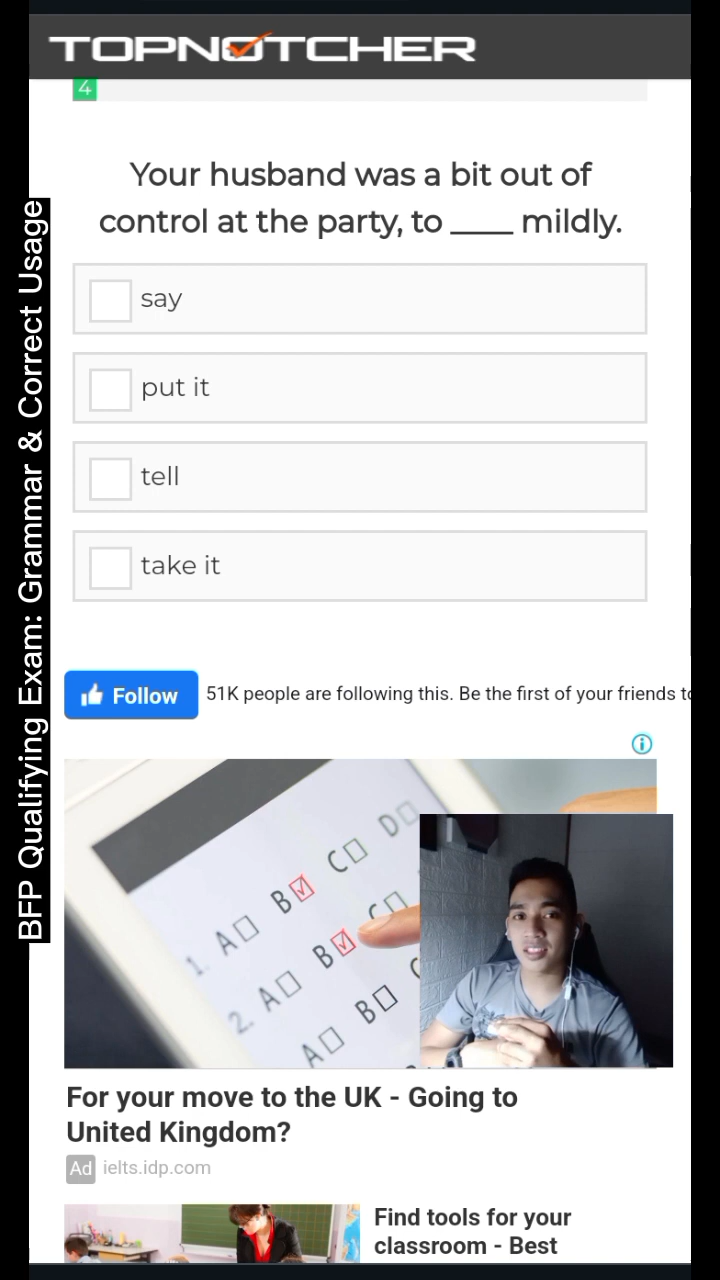 TOPNOTCHER
4
Your husband was a bit out of
control at the party, to ____ mildly.
say
put it
tell
take it
Follow
51K people are following this. Be the first of your friends to
BFP Qualifying Exam: Grammar & Correct Usage
1. A B C D
2. A B C
A B C
For your move to the UK - Going to
United Kingdom?
Ad ielts.idp.com
Find tools for your
classroom - Best